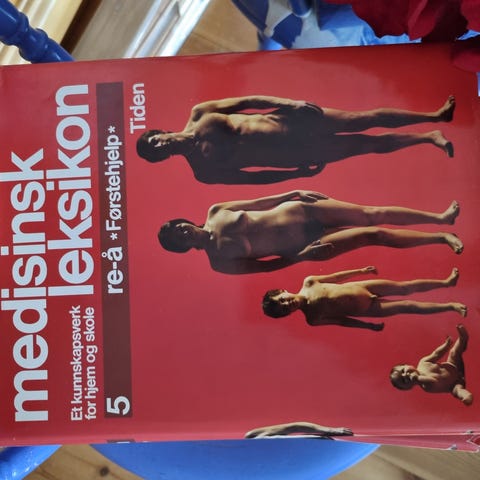 medisinsk
leksikon
Et kunnskapsverk
for hjem og skole
5 re-å *Førstehjelp*
Tiden